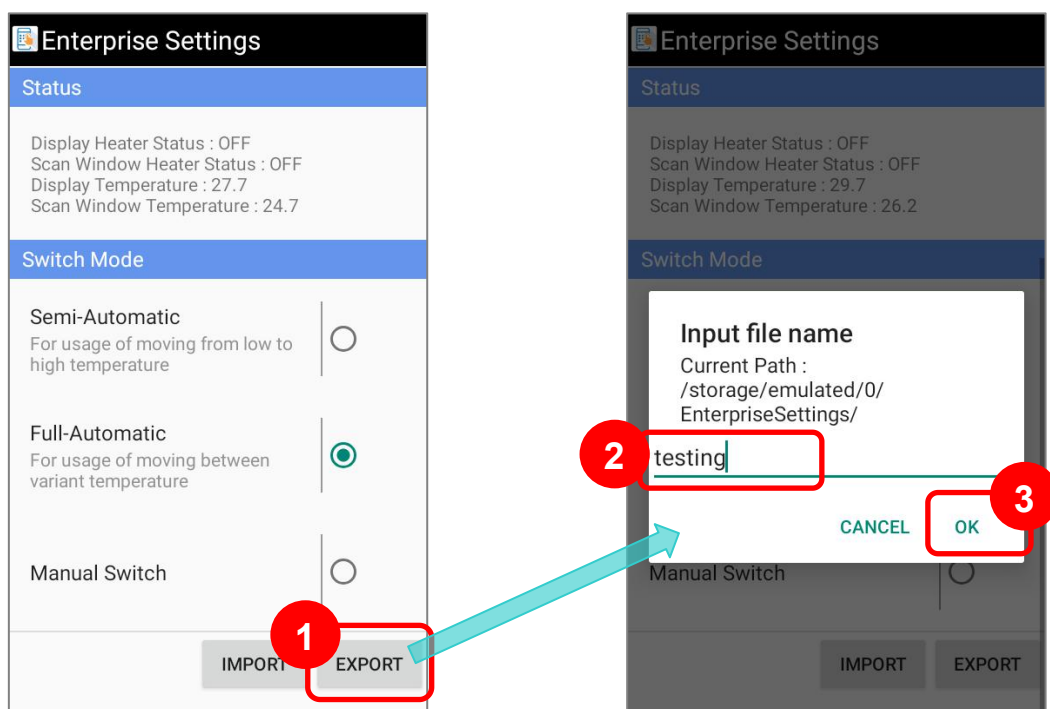 Enterprise Settings
Status
Display Heater Status : OFF
Scan Window Heater Status : OFF
Display Temperature : 27.7
Scan Window Temperature : 24.7
Switch Mode
Semi-Automatic
For usage of moving from low to
high temperature
Full-Automatic
For usage of moving between
variant temperature
Manual Switch
1
IMPORT
EXPORT
Enterprise Settings
Status
Display Heater Status : OFF
Scan Window Heater Status : OFF
Display Temperature : 29.7
Scan Window Temperature : 26.2
Switch Mode
Input file name
Current Path :
/storage/emulated/0/
EnterpriseSettings/
2
testing
3
CANCEL
OK
Manual Switch
IMPORT
EXPORT